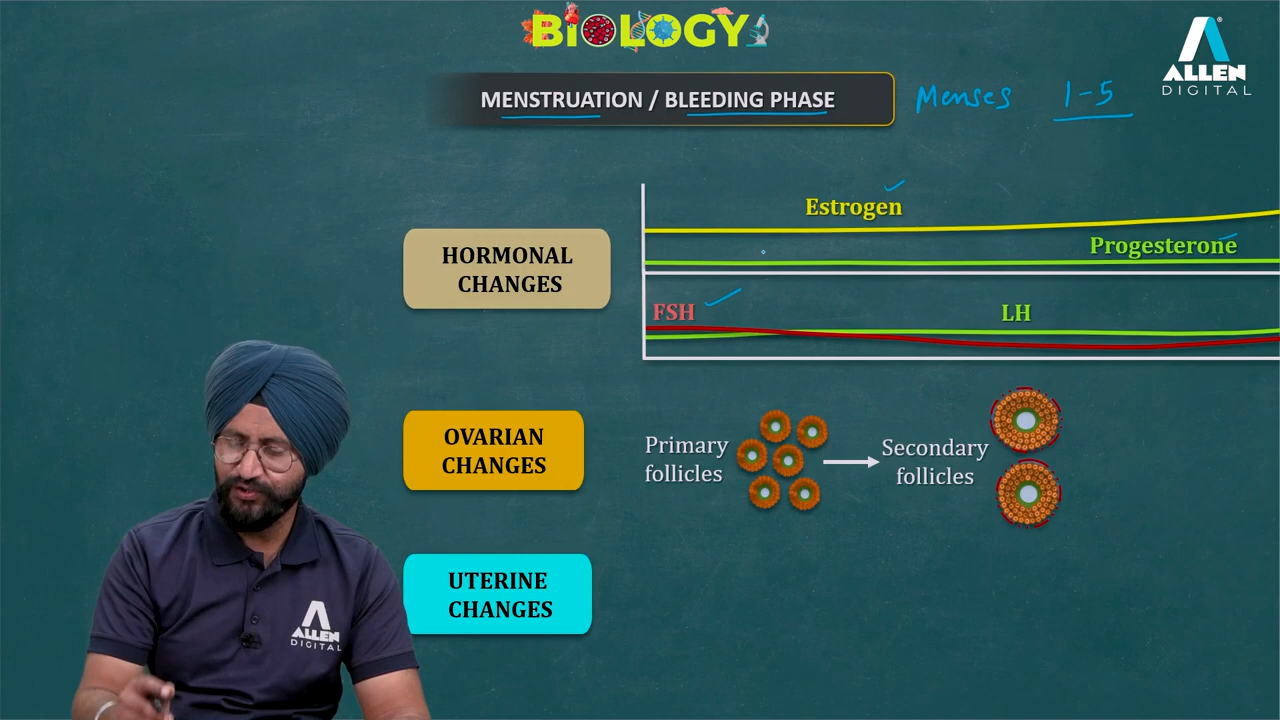 BIOLOGY
ALLEN
DIGITAL
MENSTRUATION / BLEEDING PHASE
Menses 1-5
Estrogen
Progesterone
HORMONAL
CHANGES
FSH
LH
OVARIAN
CHANGES
Primary
follicles
Secondary
follicles
UTERINE
CHANGES
ALLEN
DIGITAL